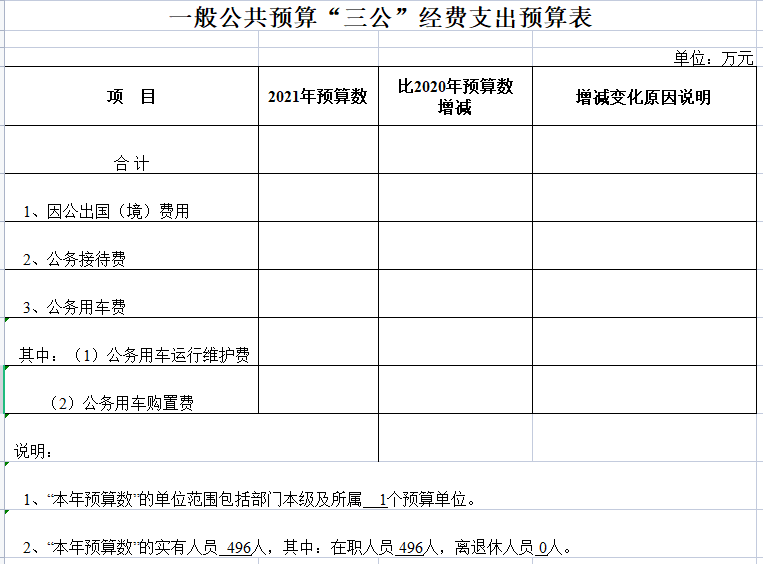 一般公共预算“三公”经费支出预算表
单位：万元
项 目
2021年预算数
比2020年预算数
增减
增减变化原因说明
合 计
1、因公出国（境）费用
2、公务接待费
3、公务用车费
其中：（1）公务用车运行维护费
（2）公务用车购置费
说明：
1、“本年预算数”的单位范围包括部门本级及所属 1个预算单位。
2、“本年预算数”的实有人员 496人，其中：在职人员 496人，离退休人员 0人。